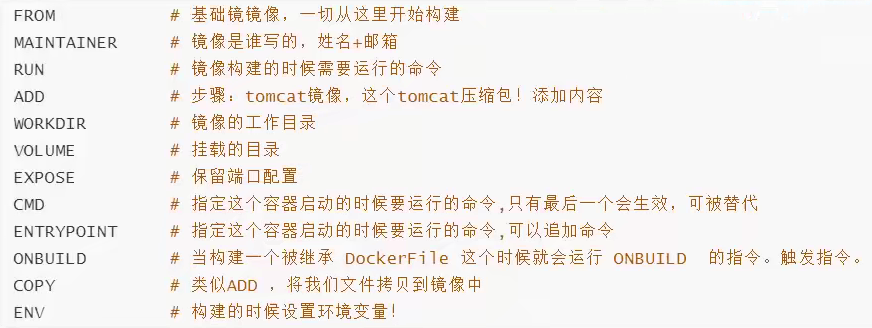 FROM # 基础镜镜像，一切从这里开始构建
MAINTAINER # 镜像是谁写的，姓名+邮箱
RUN # 镜像构建的时候需要运行的命令
ADD # 步骤：tomcat镜像，这个tomcat压缩包！添加内容
WORKDIR # 镜像的工作目录
VOLUME # 挂载的目录
EXPOSE # 保留端口配置
CMD # 指定这个容器启动的时候要运行的命令,只有最后一个会生效，可被替代
ENTRYPOINT # 指定这个容器启动的时候要运行的命令,可以追加命令
ONBUILD # 当构建一个被继承 DockerFile 这个时候就会运行 ONBUILD 的指令。触发指令。
COPY # 类似ADD ，将我们文件拷贝到镜像中
ENV # 构建的时候设置环境变量！